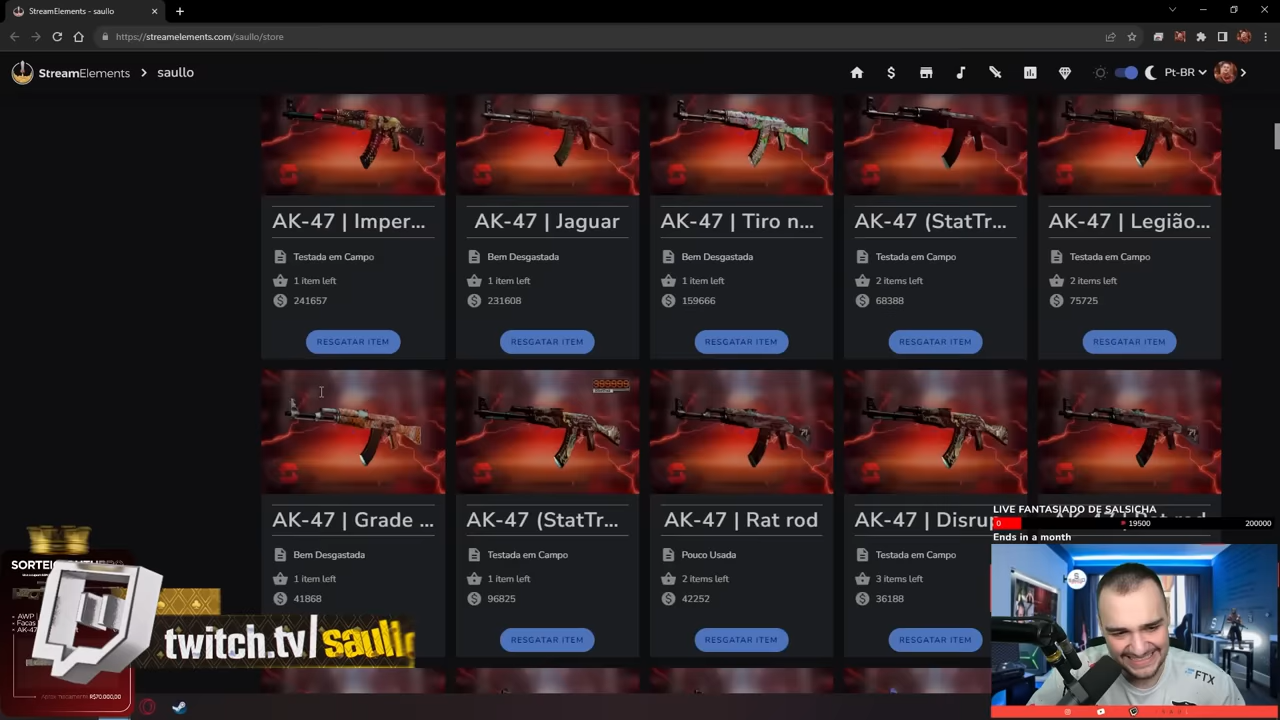 StreamElements - saullo
https://streamelements.com/saullo/store
StreamElements > saullo
Pt-BR
AK-47 | Imper...
Testada em Campo
1 item left
241657
RESGATAR ITEM
AK-47 | Jaguar
Bem Desgastada
1 item left
231608
RESGATAR ITEM
AK-47 | Tiro n...
Bem Desgastada
1 item left
159666
RESGATAR ITEM
AK-47 (StatTr...
Testada em Campo
2 items left
68388
RESGATAR ITEM
AK-47 | Legião...
Testada em Campo
2 items left
75725
RESGATAR ITEM
AK-47 | Grade ...
Bem Desgastada
1 item left
41868
AK-47 (StatTr...
Testada em Campo
1 item left
96825
RESGATAR ITEM
AK-47 | Rat rod
Pouco Usada
2 items left
42252
RESGATAR ITEM
AK-47 | Disrup
Testada em Campo
3 items left
36188
RESGATAR ITEM
LIVE FANTASIADO DE SALSICHA
0
19500
200000
Ends in a month
twitch.tv/saullo
R$70.000,00
FTX